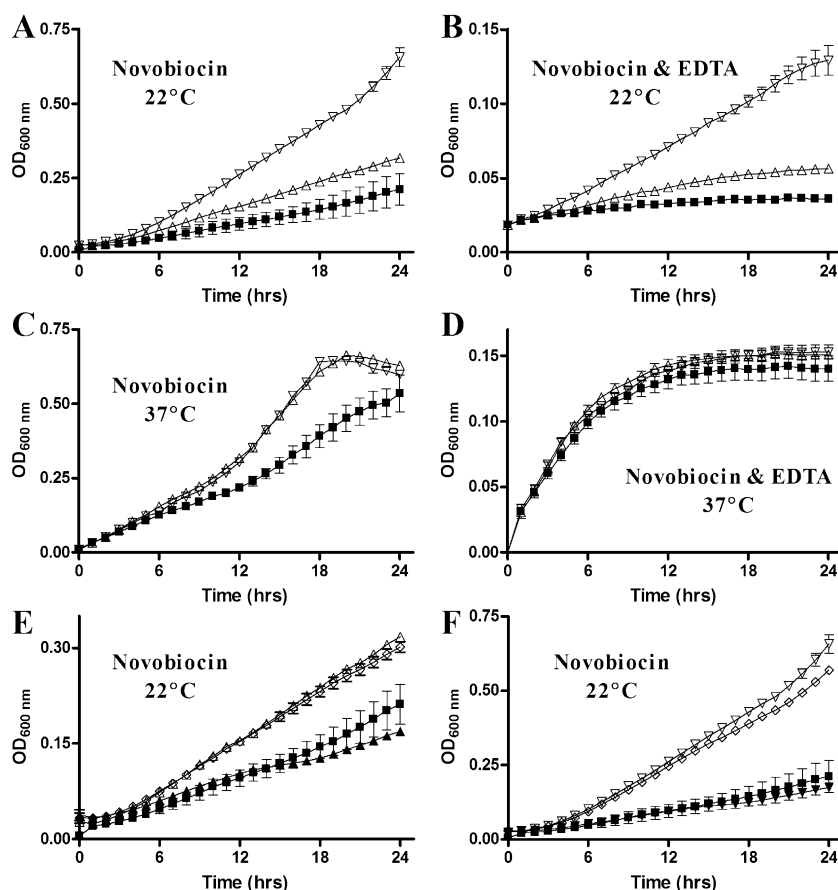 A
Novobiocin
22°C
OD600 nm
0.75
0.50
0.25
0.00
0 6 12 18 24
Time (hrs)
B
Novobiocin & EDTA
22°C
OD600 nm
0.15
0.10
0.05
0.00
0 6 12 18 24
Time (hrs)
C
Novobiocin
37°C
OD600 nm
0.75
0.50
0.25
0.00
0 6 12 18 24
Time (hrs)
D
Novobiocin & EDTA
37°C
OD600 nm
0.15
0.10
0.05
0.00
0 6 12 18 24
Time (hrs)
E
Novobiocin
22°C
OD600 nm
0.30
0.15
0.00
0 6 12 18 24
Time (hrs)
F
Novobiocin
22°C
OD600 nm
0.75
0.50
0.25
0.00
0 6 12 18 24
Time (hrs)